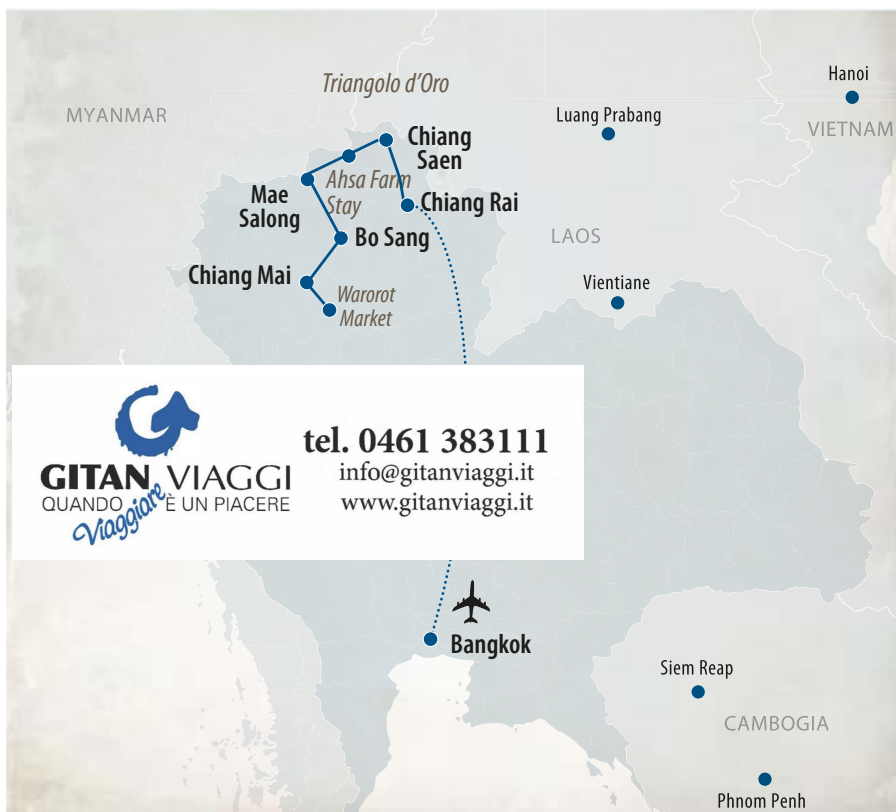 Triangolo d'Oro
Hanoi
MYANMAR
Luang Prabang
VIETNAM
Chiang
Saen
Ahsa Farm
Stay
Mae
Salong
Chiang Rai
Bo Sang
LAOS
Chiang Mai
Vientiane
Warorot
Market
tel. 0461 383111
GITAN VIAGGI
info@gitanviaggi.it
QUANDO Viaggiare È UN PIACERE
www.gitanviaggi.it
Bangkok
Siem Reap
CAMBOGIA
Phnom Penh